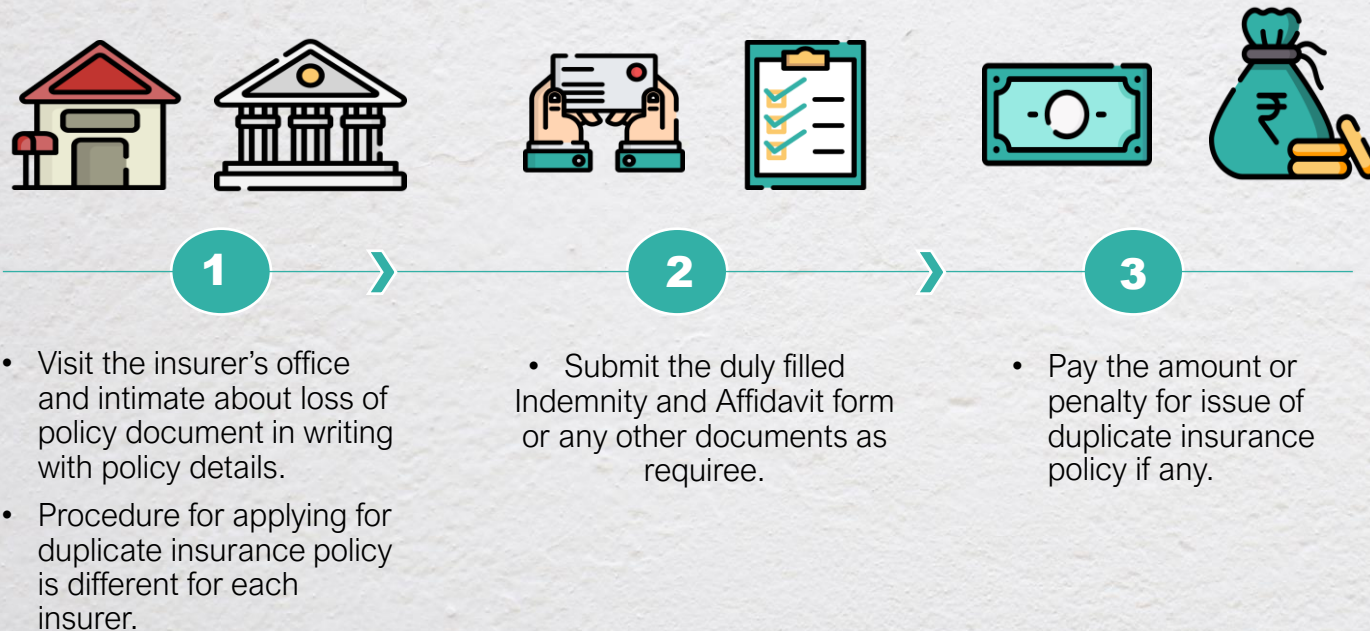 1
2
3
• Visit the insurer's office
and intimate about loss of
policy document in writing
with policy details.
• Procedure for applying for
duplicate insurance policy
is different for each
insurer.
• Submit the duly filled
Indemnity and Affidavit form
or any other documents as
requiree.
• Pay the amount or
penalty for issue of
duplicate insurance
policy if any.
₹